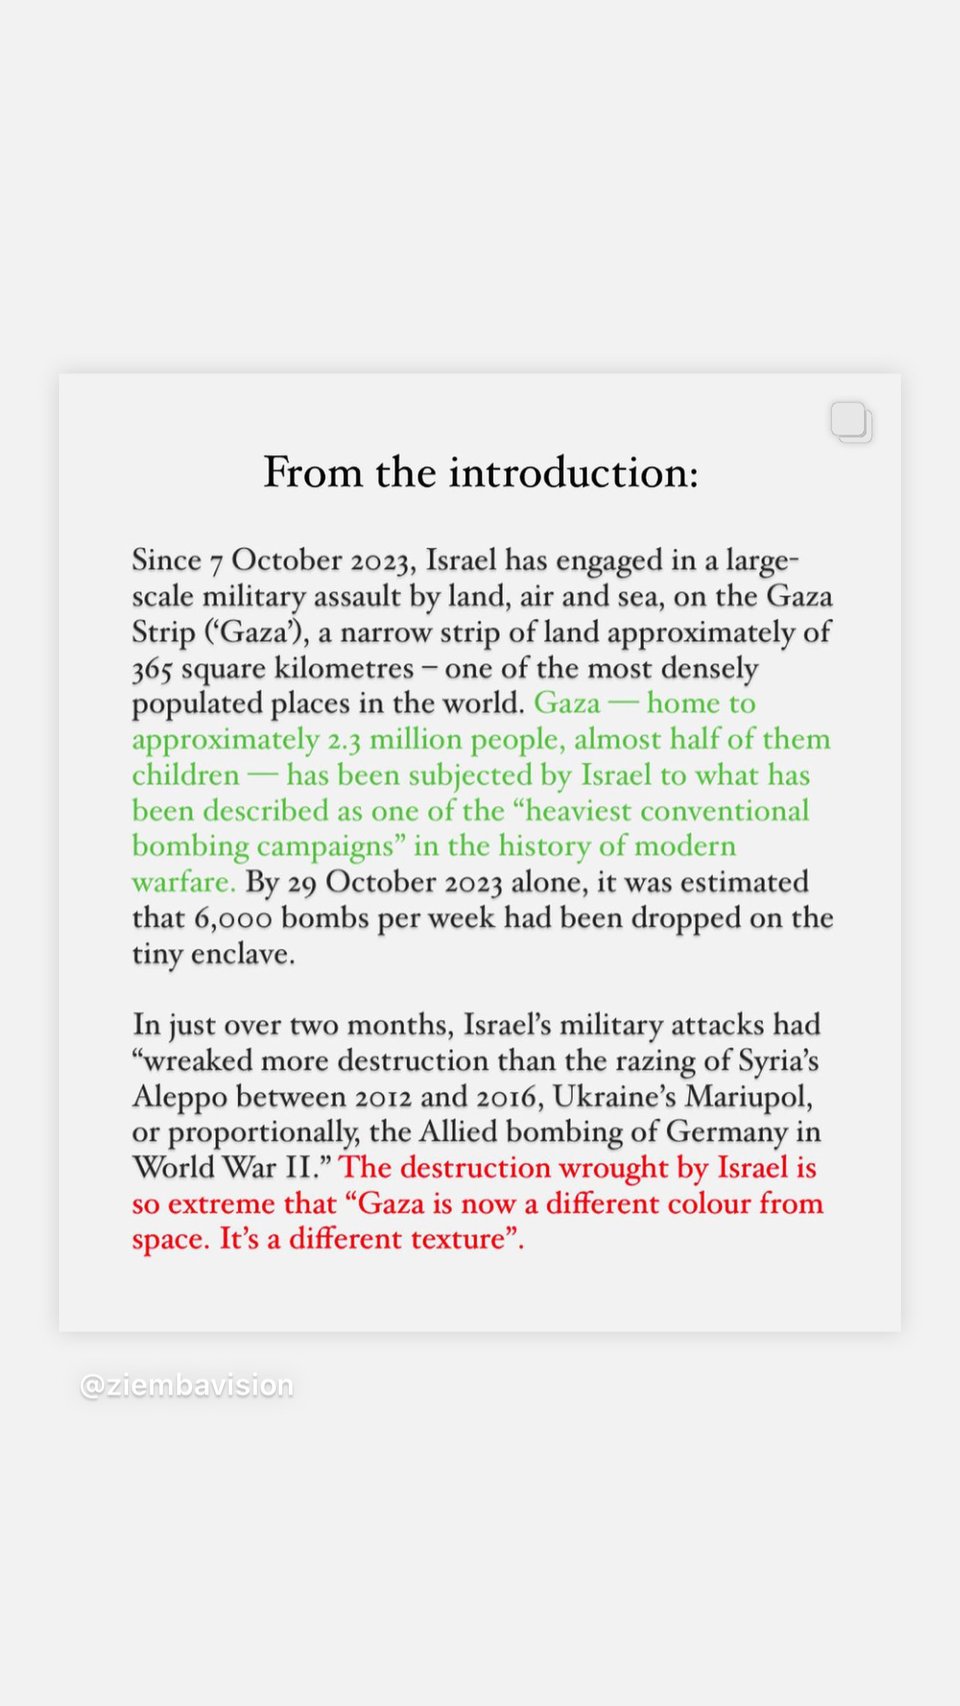 From the introduction:
Since 7 October 2023, Israel has engaged in a large-
scale military assault by land, air and sea, on the Gaza
Strip (‘Gaza’), a narrow strip of land approximately of
365 square kilometres – one of the most densely
populated places in the world. Gaza — home to
approximately 2.3 million people, almost half of them
children — has been subjected by Israel to what has
been described as one of the “heaviest conventional
bombing campaigns” in the history of modern
warfare. By 29 October 2023 alone, it was estimated
that 6,000 bombs per week had been dropped on the
tiny enclave.
In just over two months, Israel’s military attacks had
“wreaked more destruction than the razing of Syria’s
Aleppo between 2012 and 2016, Ukraine’s Mariupol,
or proportionally, the Allied bombing of Germany in
World War II.” The destruction wrought by Israel is
so extreme that “Gaza is now a different colour from
space. It’s a different texture”.
@ziembavision